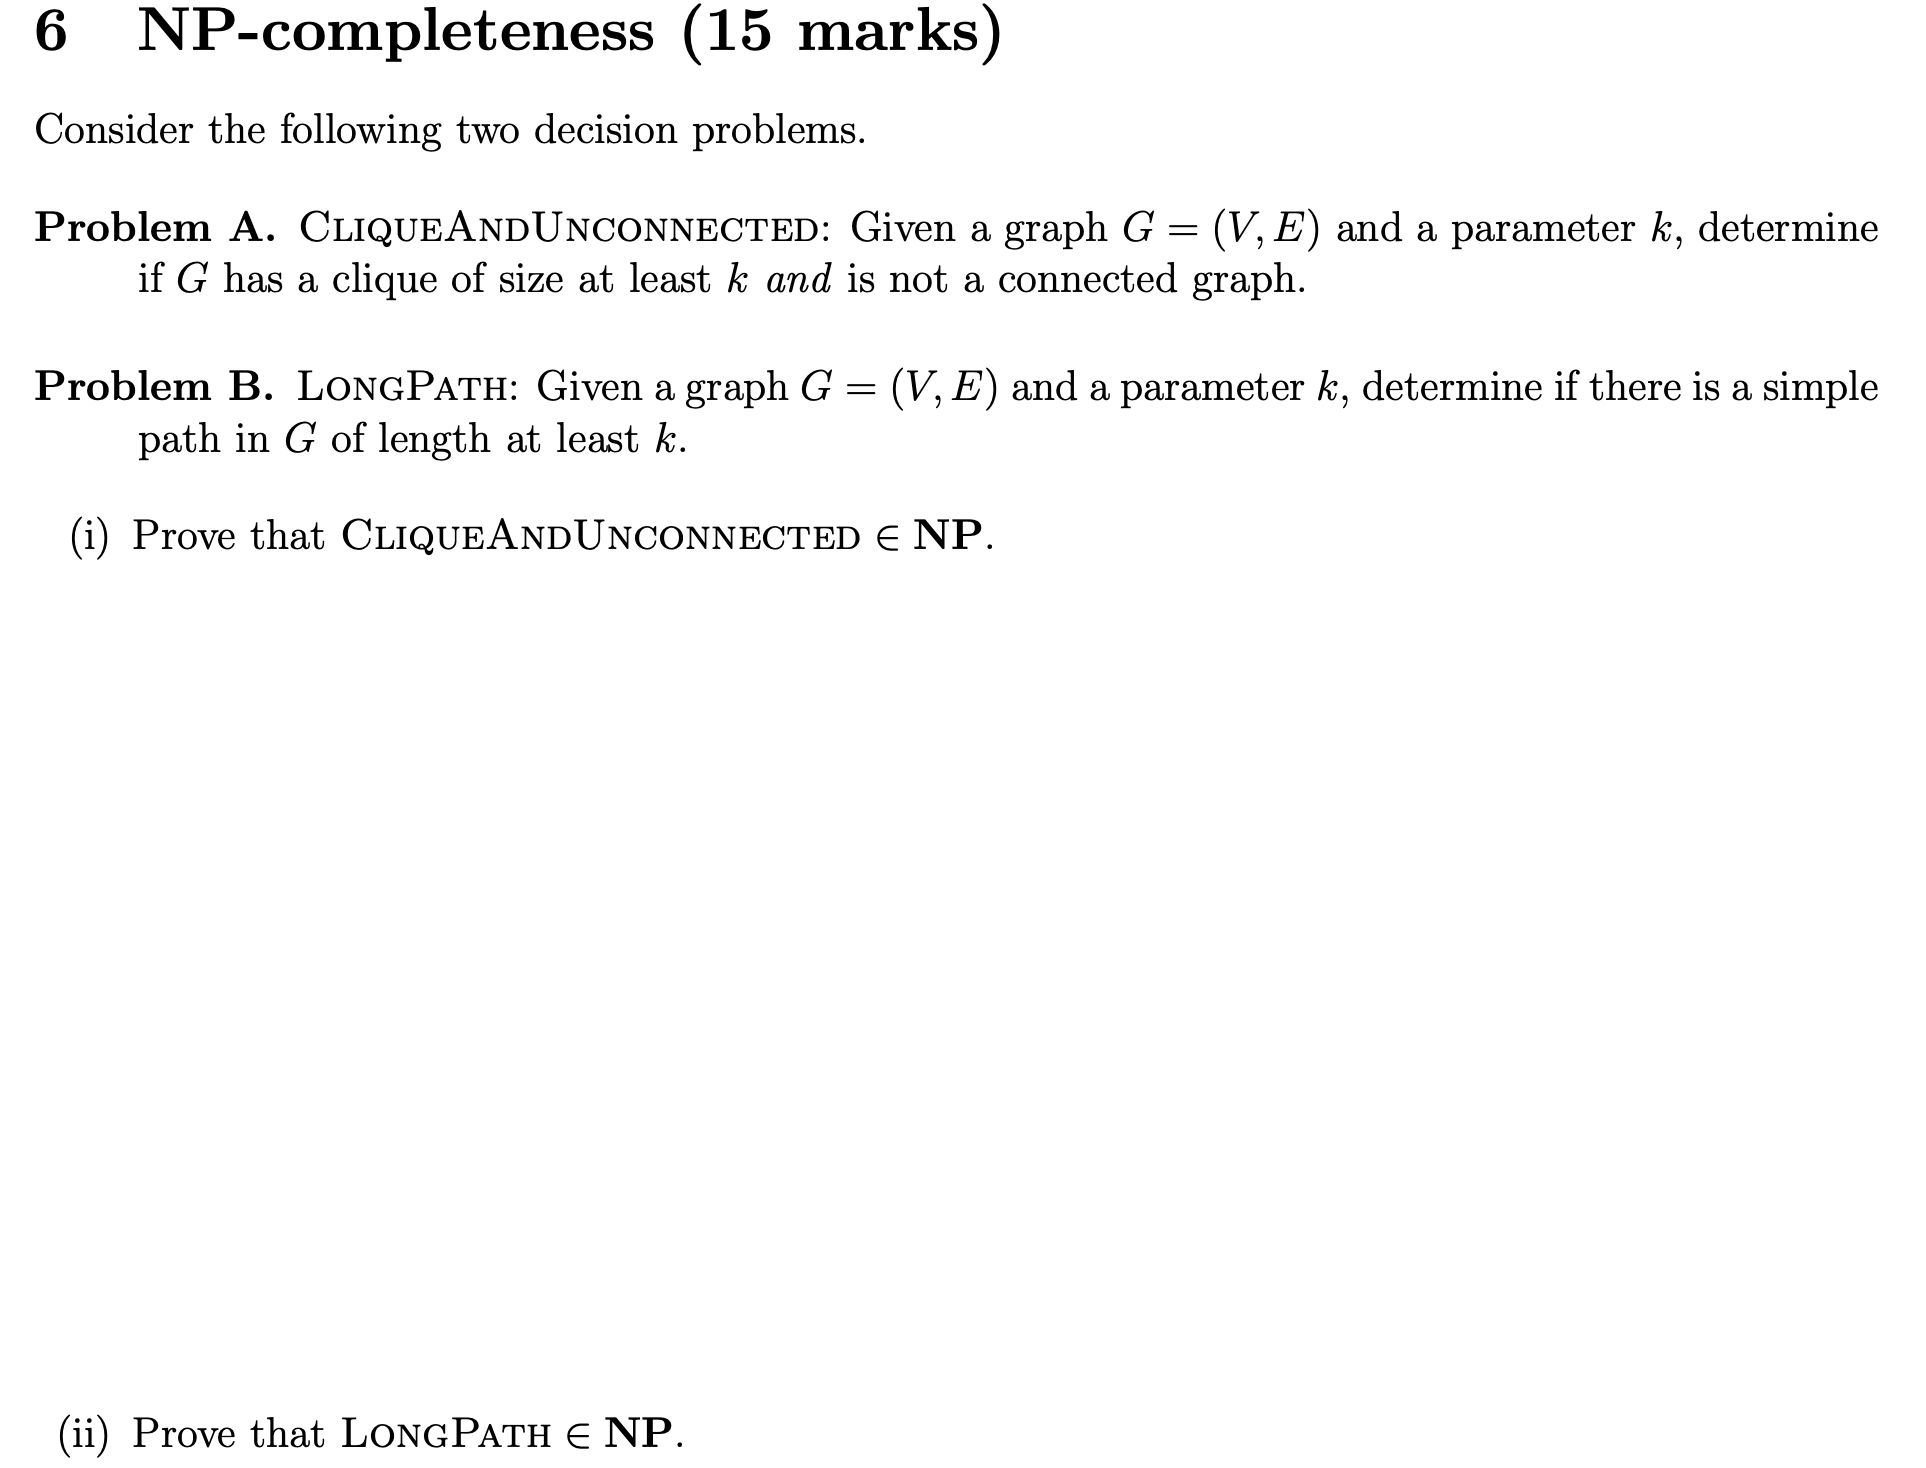 6 NP-completeness (15 marks)
Consider the following two decision problems.
Problem A. CLIQUEANDUNCONNECTED: Given a graph G = (V, E) and a parameter k, determine
if G has a clique of size at least k and is not a connected graph.
Problem B. LONGPATH: Given a graph G = (V, E) and a parameter k, determine if there is a simple
path in G of length at least k.
(i) Prove that CLIQUEANDUNCONNECTED ∈ NP.
(ii) Prove that LONGPATH ∈ NP.